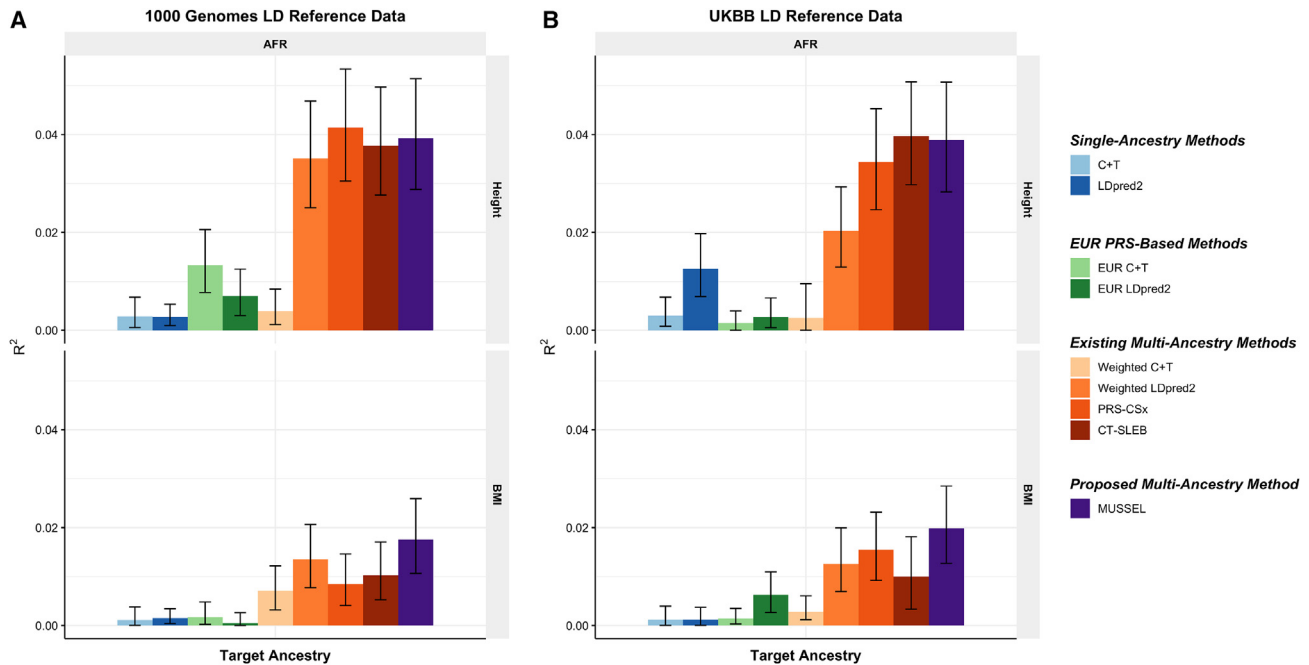 A
1000 Genomes LD Reference Data
AFR
0.04
0.02
0.00
Height
R2
0.04
0.02
0.00
BMI
Target Ancestry
B
UKBB LD Reference Data
AFR
0.04
0.02
0.00
Height
R2
0.04
0.02
0.00
BMI
Target Ancestry
Single-Ancestry Methods
C+T
LDpred2
EUR PRS-Based Methods
EUR C+T
EUR LDpred2
Existing Multi-Ancestry Methods
Weighted C+T
Weighted LDpred2
PRS-CSx
CT-SLEB
Proposed Multi-Ancestry Method
MUSSEL